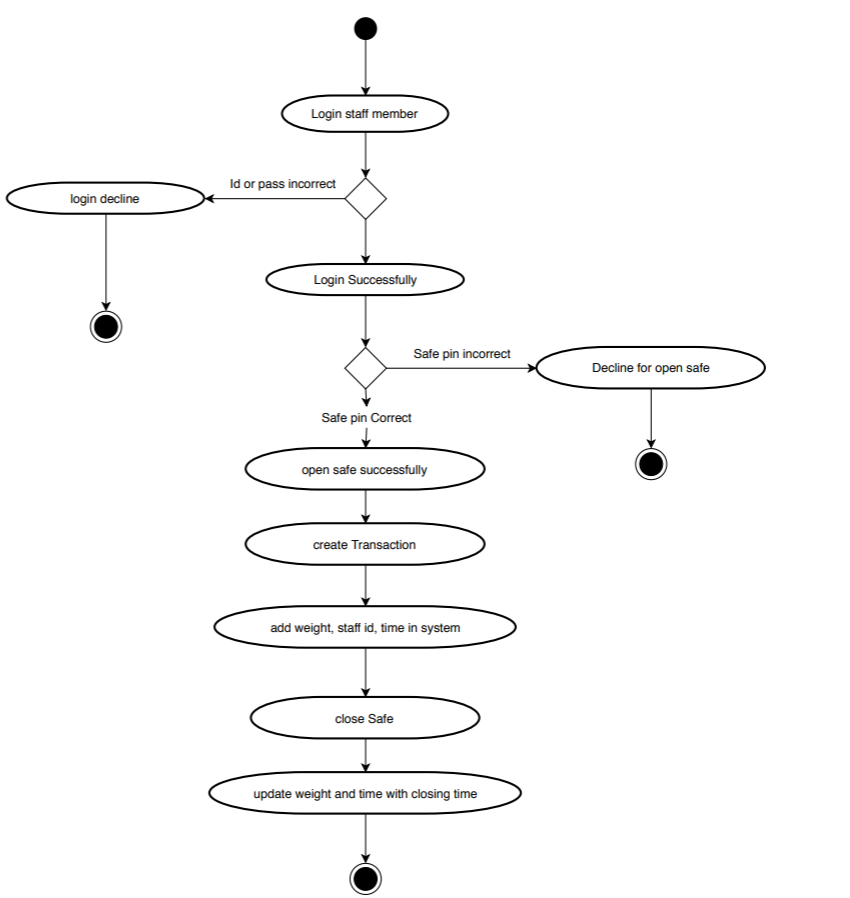 Login staff member
Id or pass incorrect
login decline
Login Successfully
Safe pin incorrect
Decline for open safe
Safe pin Correct
open safe successfully
create Transaction
add weight, staff id, time in system
close Safe
update weight and time with closing time